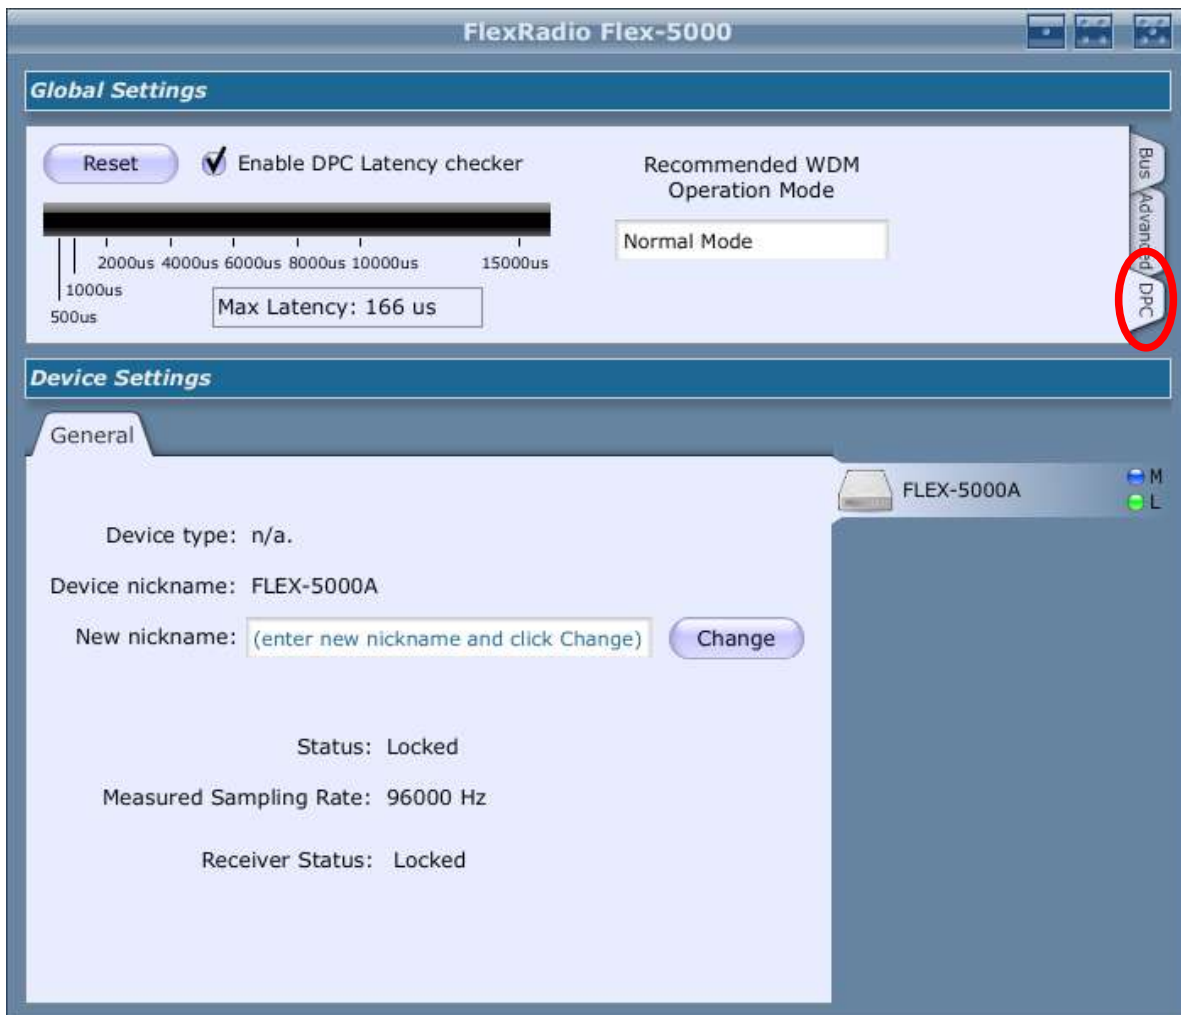 FlexRadio Flex-5000
Global Settings
Reset
Enable DPC Latency checker
Recommended WDM
Operation Mode
Normal Mode
2000us 4000us 6000us 8000us 10000us 15000us
1000us
500us
Max Latency: 166 us
Bus
Advanced
DPC
Device Settings
General
Device type: n/a.
Device nickname: FLEX-5000A
New nickname: (enter new nickname and click Change) Change
Status: Locked
Measured Sampling Rate: 96000 Hz
Receiver Status: Locked
FLEX-5000A
M
L